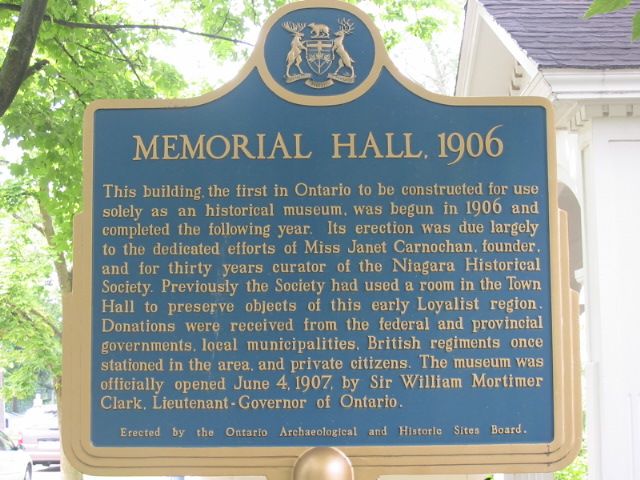 MEMORIAL HALL, 1906
This building, the first in Ontario to be constructed for use
solely as an historical museum, was begun in 1906 and
completed the following year. Its erection was due largely
to the dedicated efforts of Miss Janet Carnochan, founder,
and for thirty years curator of the Niagara Historical
Society. Previously the Society had used a room in the Town
Hall to preserve objects of this early Loyalist region.
Donations were received from the federal and provincial
governments, local municipalities, British regiments once
stationed in the area, and private citizens. The museum was
officially opened June 4, 1907, by Sir William Mortimer
Clark, Lieutenant-Governor of Ontario.
Erected by the Ontario Archaeological and Historic Sites Board.